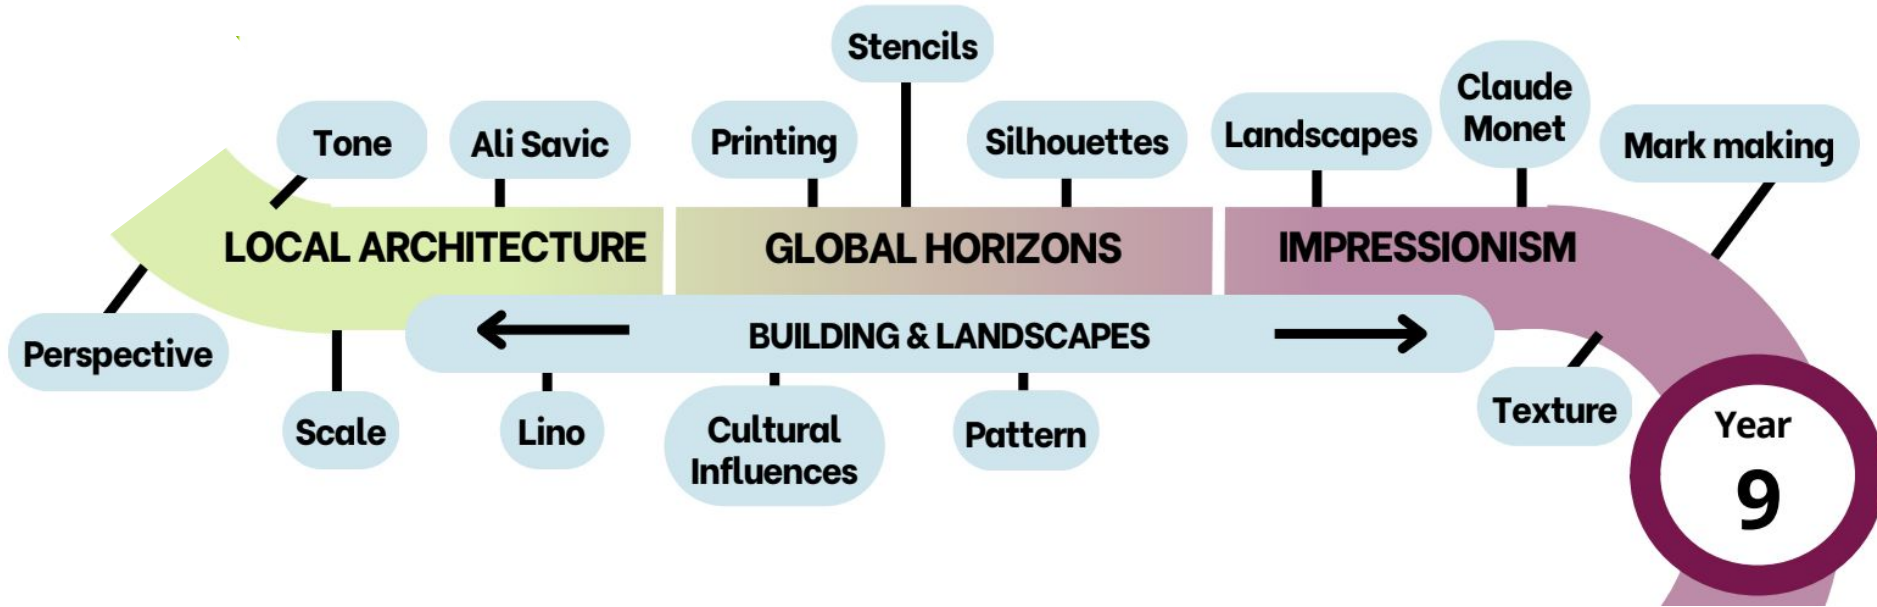 Stencils
Claude
Monet
Tone
Ali Savic
Printing
Silhouettes
Landscapes
Mark making
LOCAL ARCHITECTURE
GLOBAL HORIZONS
IMPRESSIONISM
BUILDING & LANDSCAPES
Perspective
Scale
Lino
Cultural
Influences
Pattern
Texture
Year
9